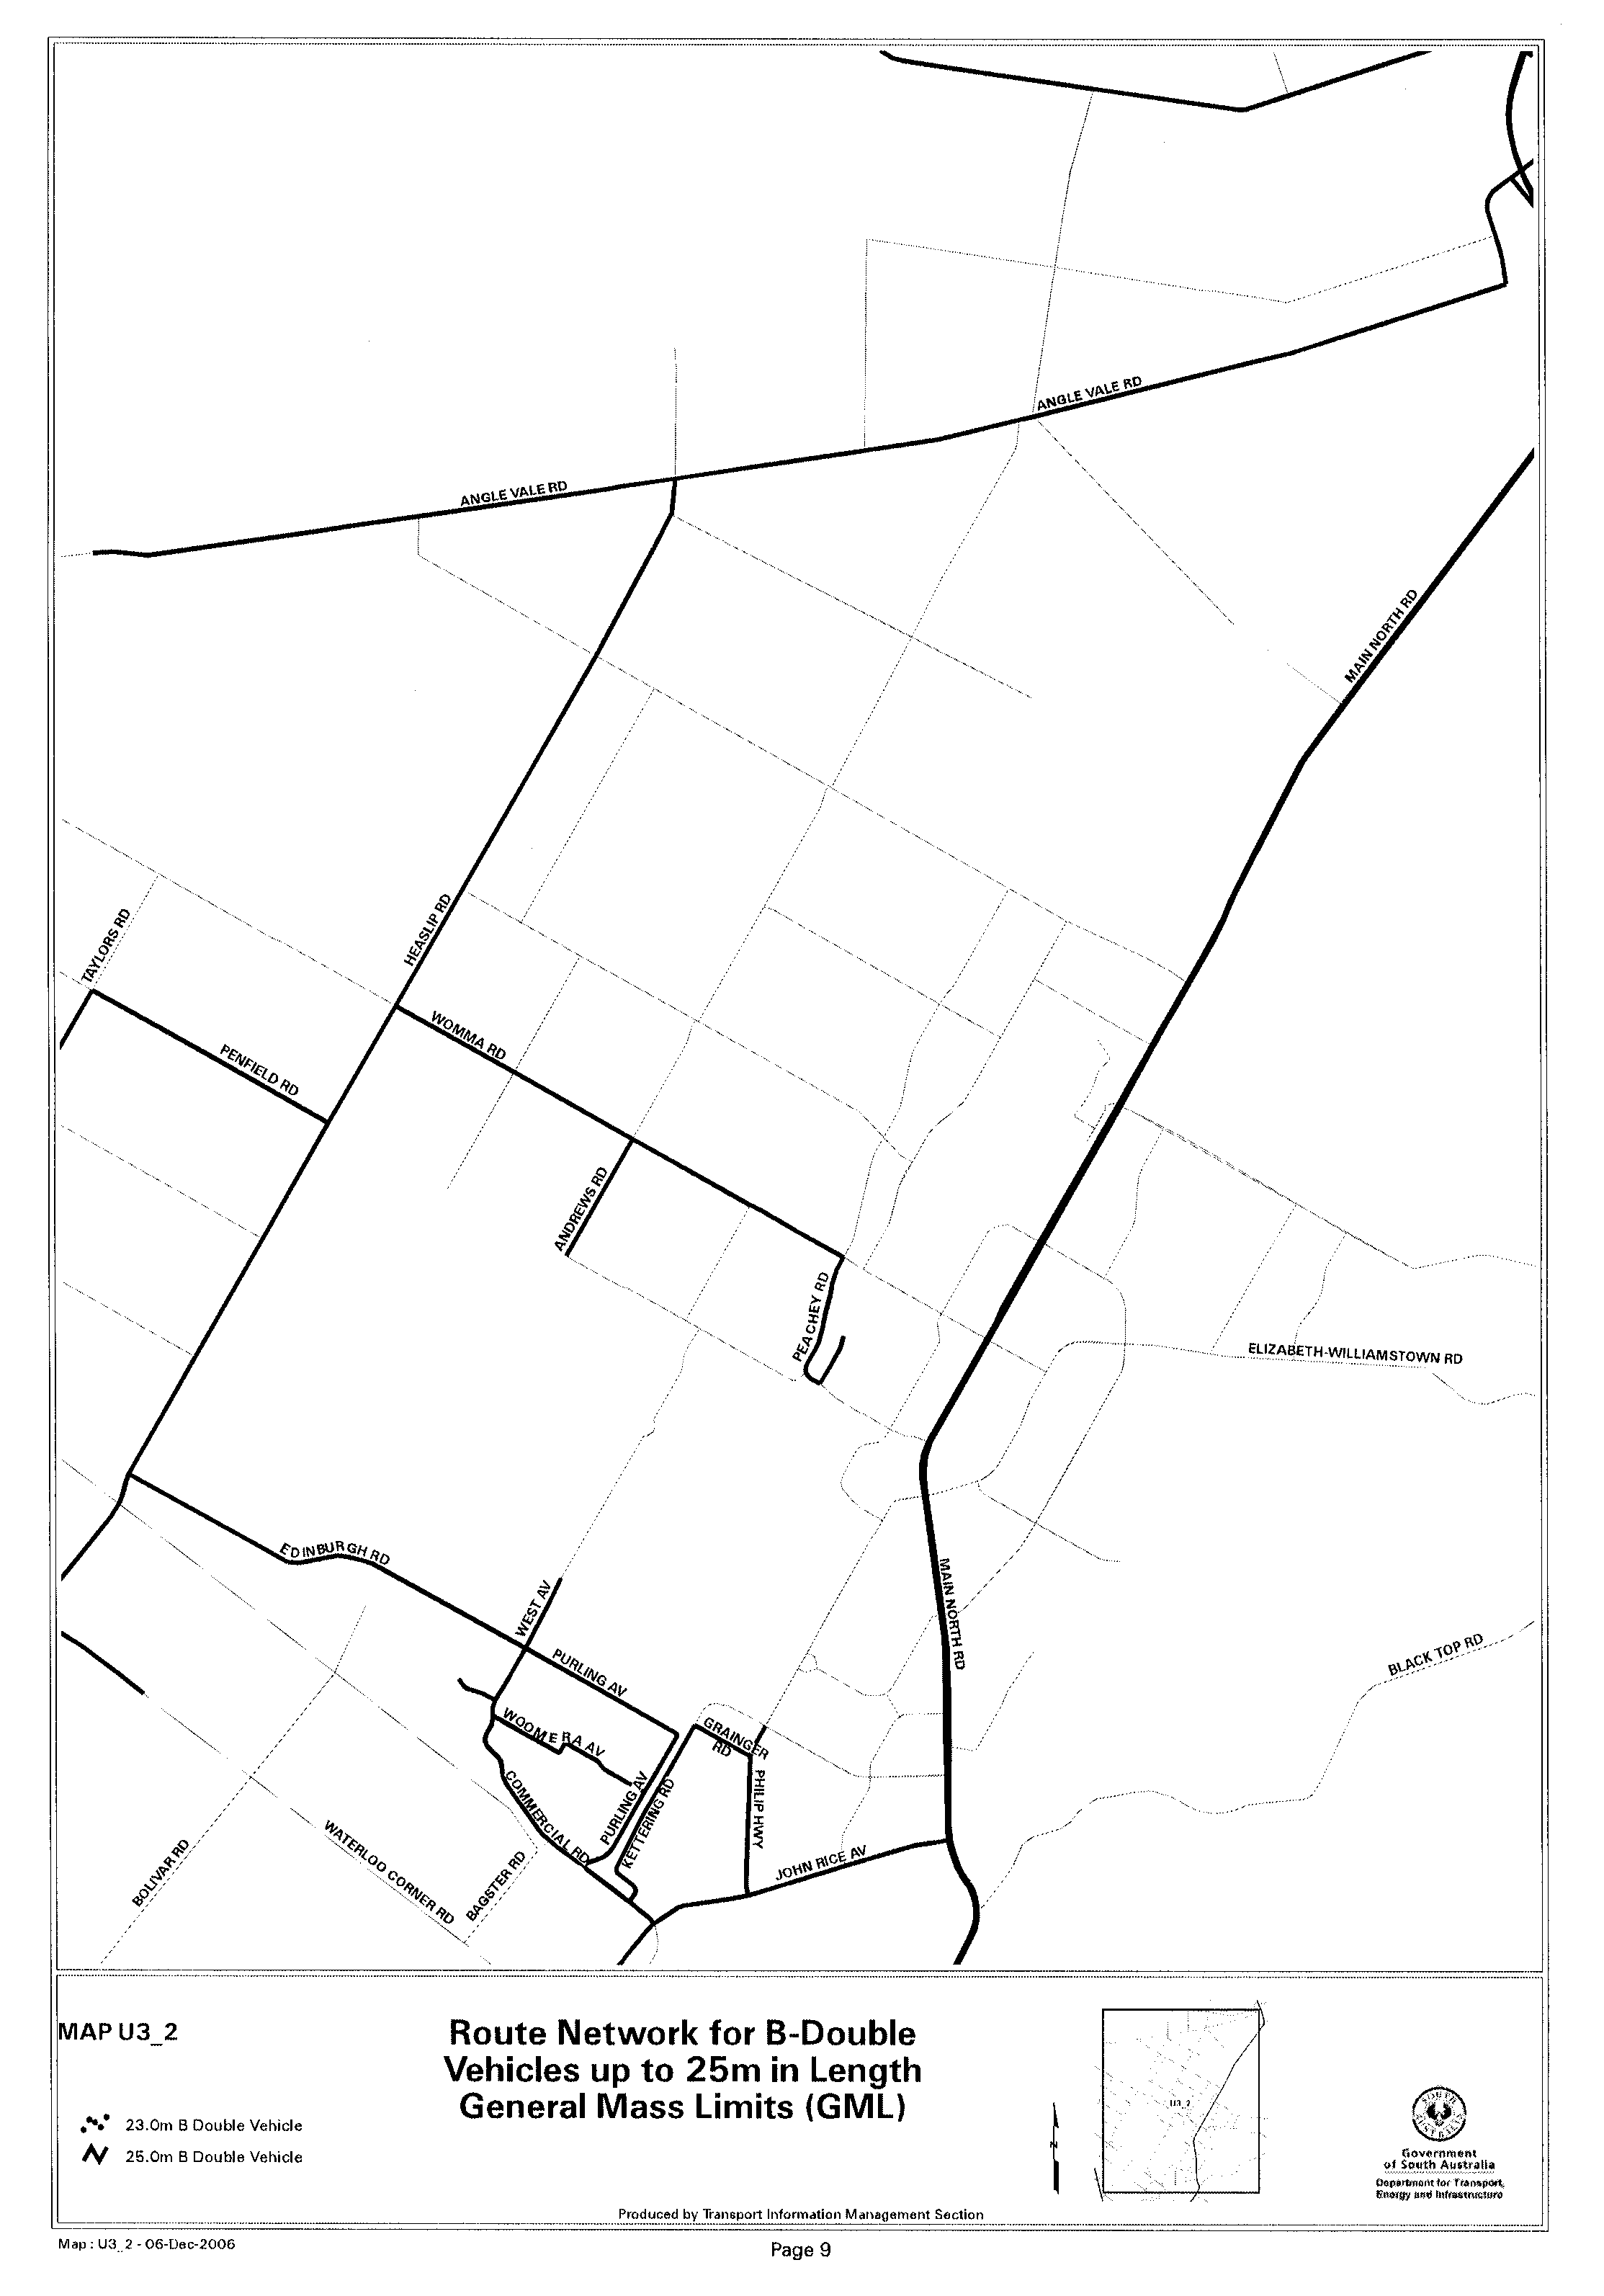 ANGLE VALE RD
ANGLE VALE RD
MAIN NORTH RD
TAYLORS RD
HEASLIP RD
WOMMA RD
PENFIELD RD
ANDREWS RD
PEACHEY RD
ELIZABETH-WILLIAMSTOWN RD
EDINBURGH RD
WEST AV
MAIN NORTH RD
PURLING AV
BLACK TOP RD
WOOMERA AV
GRAINGER
RD
COMMERCIAL RD
PURLING AV
KETTERING RD
PHILIP HWY
JOHN RICE AV
BOLIVAR RD
WATERLOO CORNER RD
BAGSTER RD
MAP U3_2
Route Network for B-Double
Vehicles up to 25m in Length
General Mass Limits (GML)
23.0m B Double Vehicle
25.0m B Double Vehicle
N
U3_2
SOUTH
AUSTRALIA
Government
of South Australia
Department for Transport,
Energy and Infrastructure
Produced by Transport Information Management Section
Map : U3_2 - 06-Dec-2006
Page 9